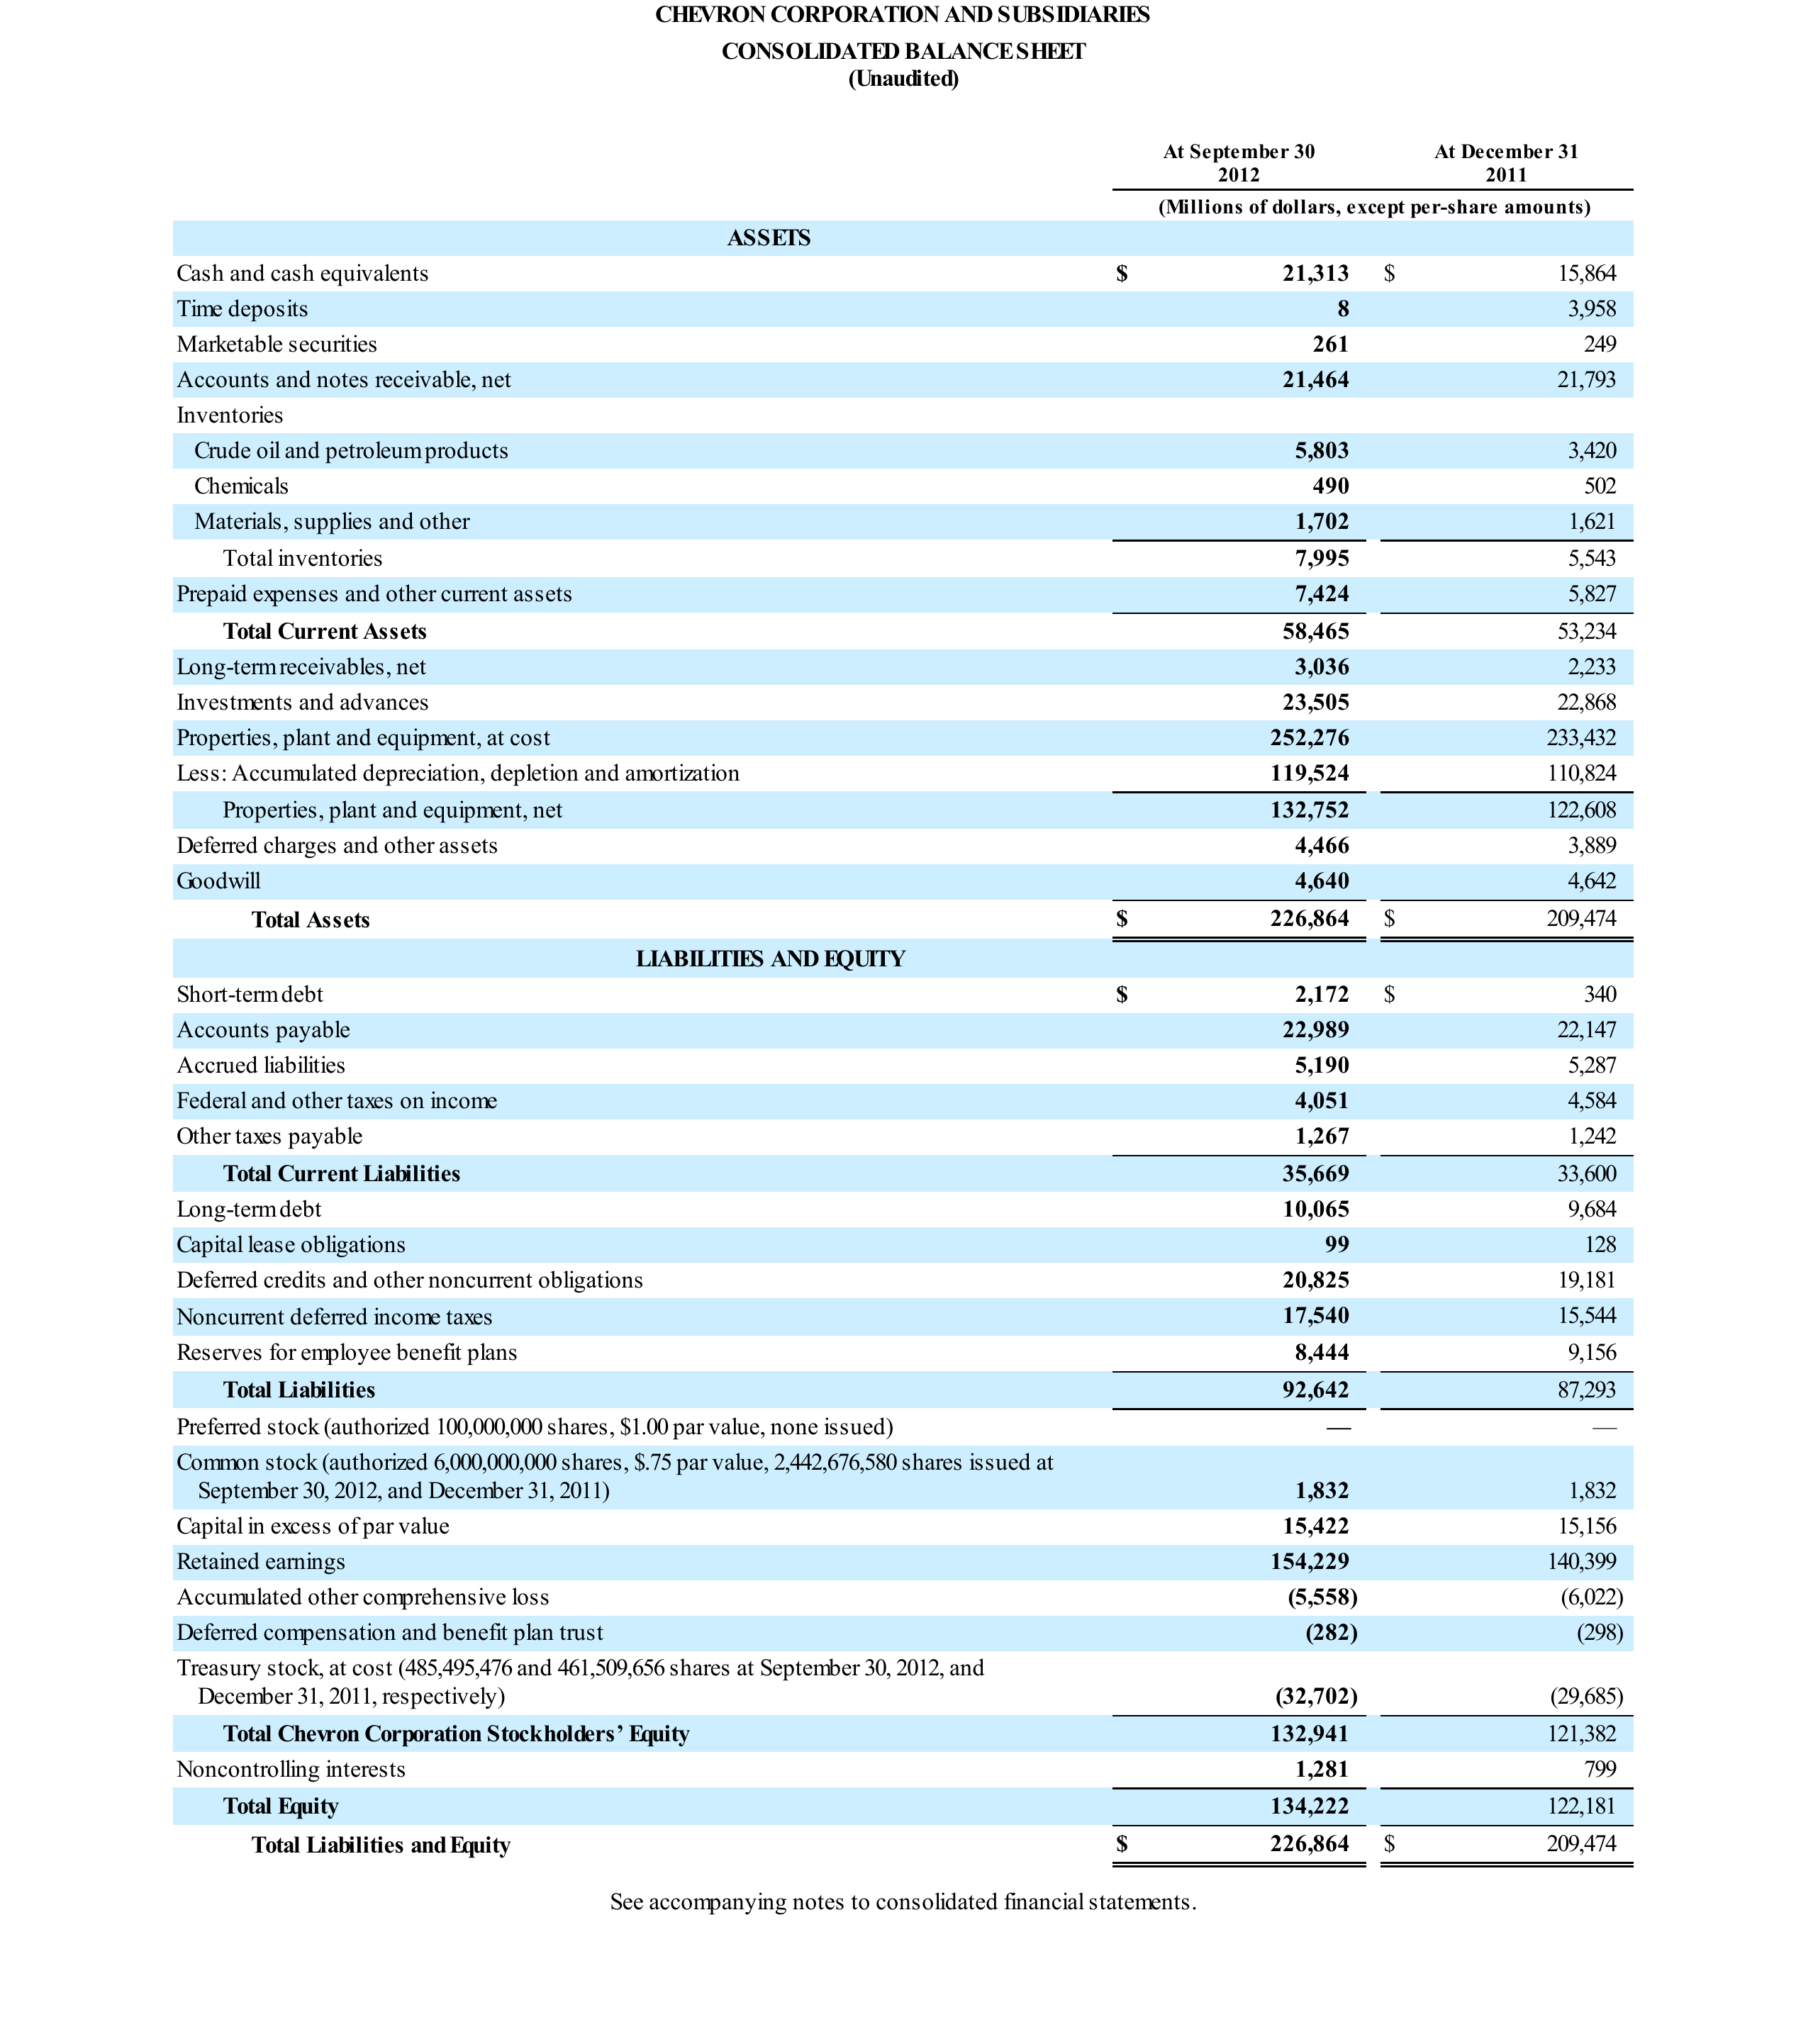 CHEVRON CORPORATION AND SUBSIDIARIES
CONSOLIDATED BALANCE SHEET
(Unaudited)
At September 30 At December 31
2012 2011
(Millions of dollars, except per-share amounts)
ASSETS
Cash and cash equivalents $ 21,313 $ 15,864
Time deposits 8 3,958
Marketable securities 261 249
Accounts and notes receivable, net 21,464 21,793
Inventories
Crude oil and petroleum products 5,803 3,420
Chemicals 490 502
Materials, supplies and other 1,702 1,621
Total inventories 7,995 5,543
Prepaid expenses and other current assets 7,424 5,827
Total Current Assets 58,465 53,234
Long-term receivables, net 3,036 2,233
Investments and advances 23,505 22,868
Properties, plant and equipment, at cost 252,276 233,432
Less: Accumulated depreciation, depletion and amortization 119,524 110,824
Properties, plant and equipment, net 132,752 122,608
Deferred charges and other assets 4,466 3,889
Goodwill 4,640 4,642
Total Assets $ 226,864 $ 209,474
LIABILITIES AND EQUITY
Short-term debt $ 2,172 $ 340
Accounts payable 22,989 22,147
Accrued liabilities 5,190 5,287
Federal and other taxes on income 4,051 4,584
Other taxes payable 1,267 1,242
Total Current Liabilities 35,669 33,600
Long-term debt 10,065 9,684
Capital lease obligations 99 128
Deferred credits and other noncurrent obligations 20,825 19,181
Noncurrent deferred income taxes 17,540 15,544
Reserves for employee benefit plans 8,444 9,156
Total Liabilities 92,642 87,293
Preferred stock (authorized 100,000,000 shares, $1.00 par value, none issued) — —
Common stock (authorized 6,000,000,000 shares, $.75 par value, 2,442,676,580 shares issued at
September 30, 2012, and December 31, 2011) 1,832 1,832
Capital in excess of par value 15,422 15,156
Retained earnings 154,229 140,399
Accumulated other comprehensive loss (5,558) (6,022)
Deferred compensation and benefit plan trust (282) (298)
Treasury stock, at cost (485,495,476 and 461,509,656 shares at September 30, 2012, and
December 31, 2011, respectively) (32,702) (29,685)
Total Chevron Corporation Stockholders’ Equity 132,941 121,382
Noncontrolling interests 1,281 799
Total Equity 134,222 122,181
Total Liabilities and Equity $ 226,864 $ 209,474
See accompanying notes to consolidated financial statements.